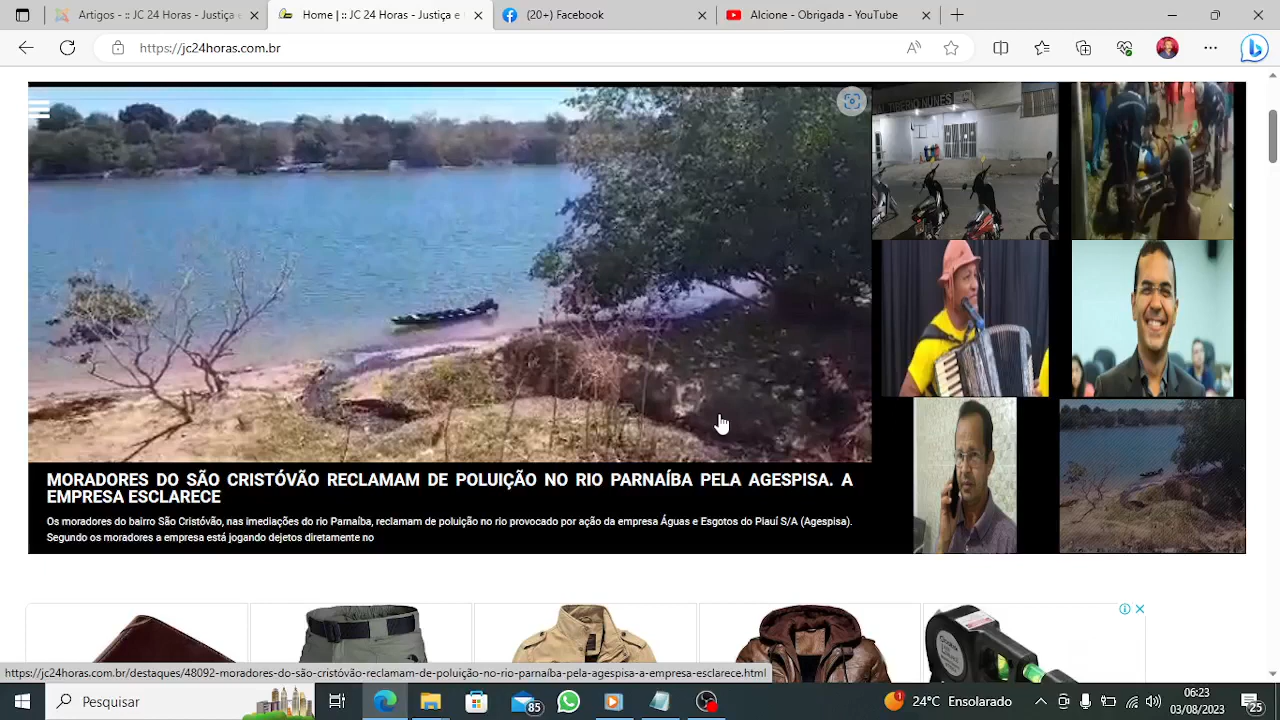 Artigos - :: JC 24 Horas - Justiça e
Home |:: JC 24 Horas - Justiça e
(20+) Facebook
Alcione - Obrigada - YouTube
https://jc24horas.com.br
TIBERIO NUNES
MORADORES DO SÃO CRISTÓVÃO RECLAMAM DE POLUIÇÃO NO RIO PARNAÍBA PELA AGESPISA. A
EMPRESA ESCLARECE
Os moradores do bairro São Cristóvão, nas imediações do rio Parnaíba, reclamam de poluição no rio provocado por ação da empresa Águas e Esgotos do Piauí S/A (Agespisa).
Segundo os moradores a empresa está jogando dejetos diretamente no
https://jc24horas.com.br/destaques/48092-moradores-do-são-cristóvão-reclamam-de-poluição-no-rio-parnaíba-pela-agespisa-a-empresa-esclarece.html
Pesquisar
85
1
24°C Ensolarado
06:23
03/08/2023
25